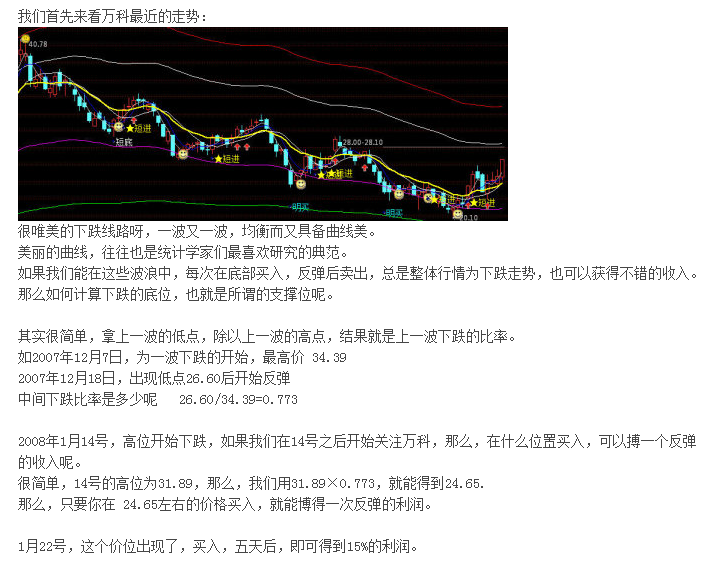 我们首先来看万科最近的走势：
40.78
短进
短底
短进
28.00-28.10
短进
明买
明买
短进
20.10
很唯美的下跌线路呀，一波又一波，均衡而又具备曲线美。
美丽的曲线，往往也是统计学家们最喜欢研究的典范。
如果我们能在这些波浪中，每次在底部买入，反弹后卖出，总是整体行情为下跌走势，也可以获得不错的收入。
那么如何计算下跌的底位，也就是所谓的支撑位呢。
其实很简单，拿上一波的低点，除以上一波的高点，结果就是上一波下跌的比率。
如2007年12月7日，为一波下跌的开始，最高价 34.39
2007年12月18日，出现低点26.60后开始反弹
中间下跌比率是多少呢 26.60/34.39=0.773
2008年1月14号，高位开始下跌，如果我们在14号之后开始关注万科，那么，在什么位置买入，可以搏一个反弹
的收入呢。
很简单，14号的高位为31.89，那么，我们用31.89×0.773，就能得到24.65.
那么，只要你在 24.65左右的价格买入，就能博得一次反弹的利润。
1月22号，这个价位出现了，买入，五天后，即可得到15%的利润。